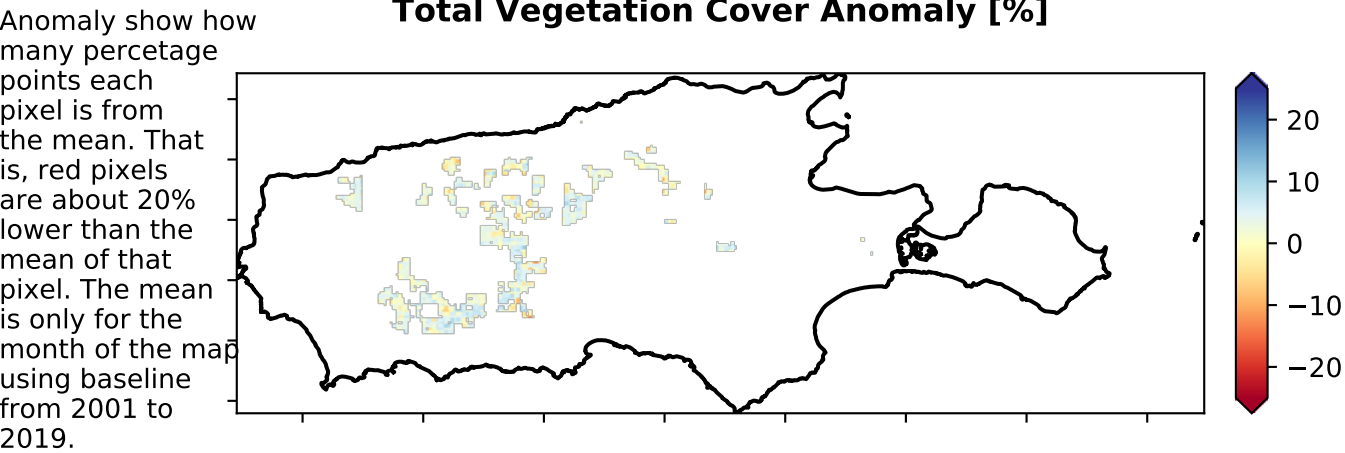 Total Vegetation Cover Anomaly [%]
Anomaly show how
many percetage
points each
pixel is from
the mean. That
is, red pixels
are about 20%
lower than the
mean of that
pixel. The mean
is only for the
month of the map
using baseline
from 2001 to
2019.
20
10
0
−10
−20